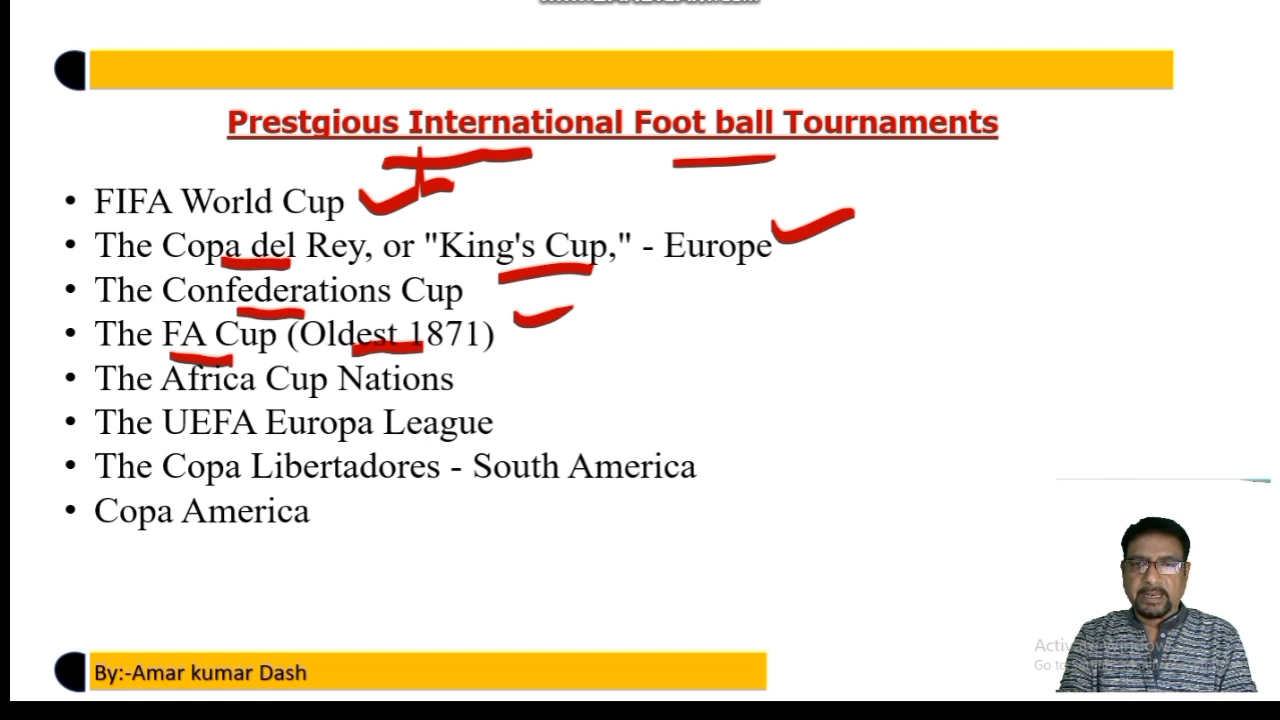 Prestgious International Foot ball Tournaments
• FIFA World Cup
• The Copa del Rey, or "King's Cup," - Europe
• The Confederations Cup
• The FA Cup (Oldest 1871)
• The Africa Cup Nations
• The UEFA Europa League
• The Copa Libertadores - South America
• Copa America
By:-Amar kumar Dash
Go to